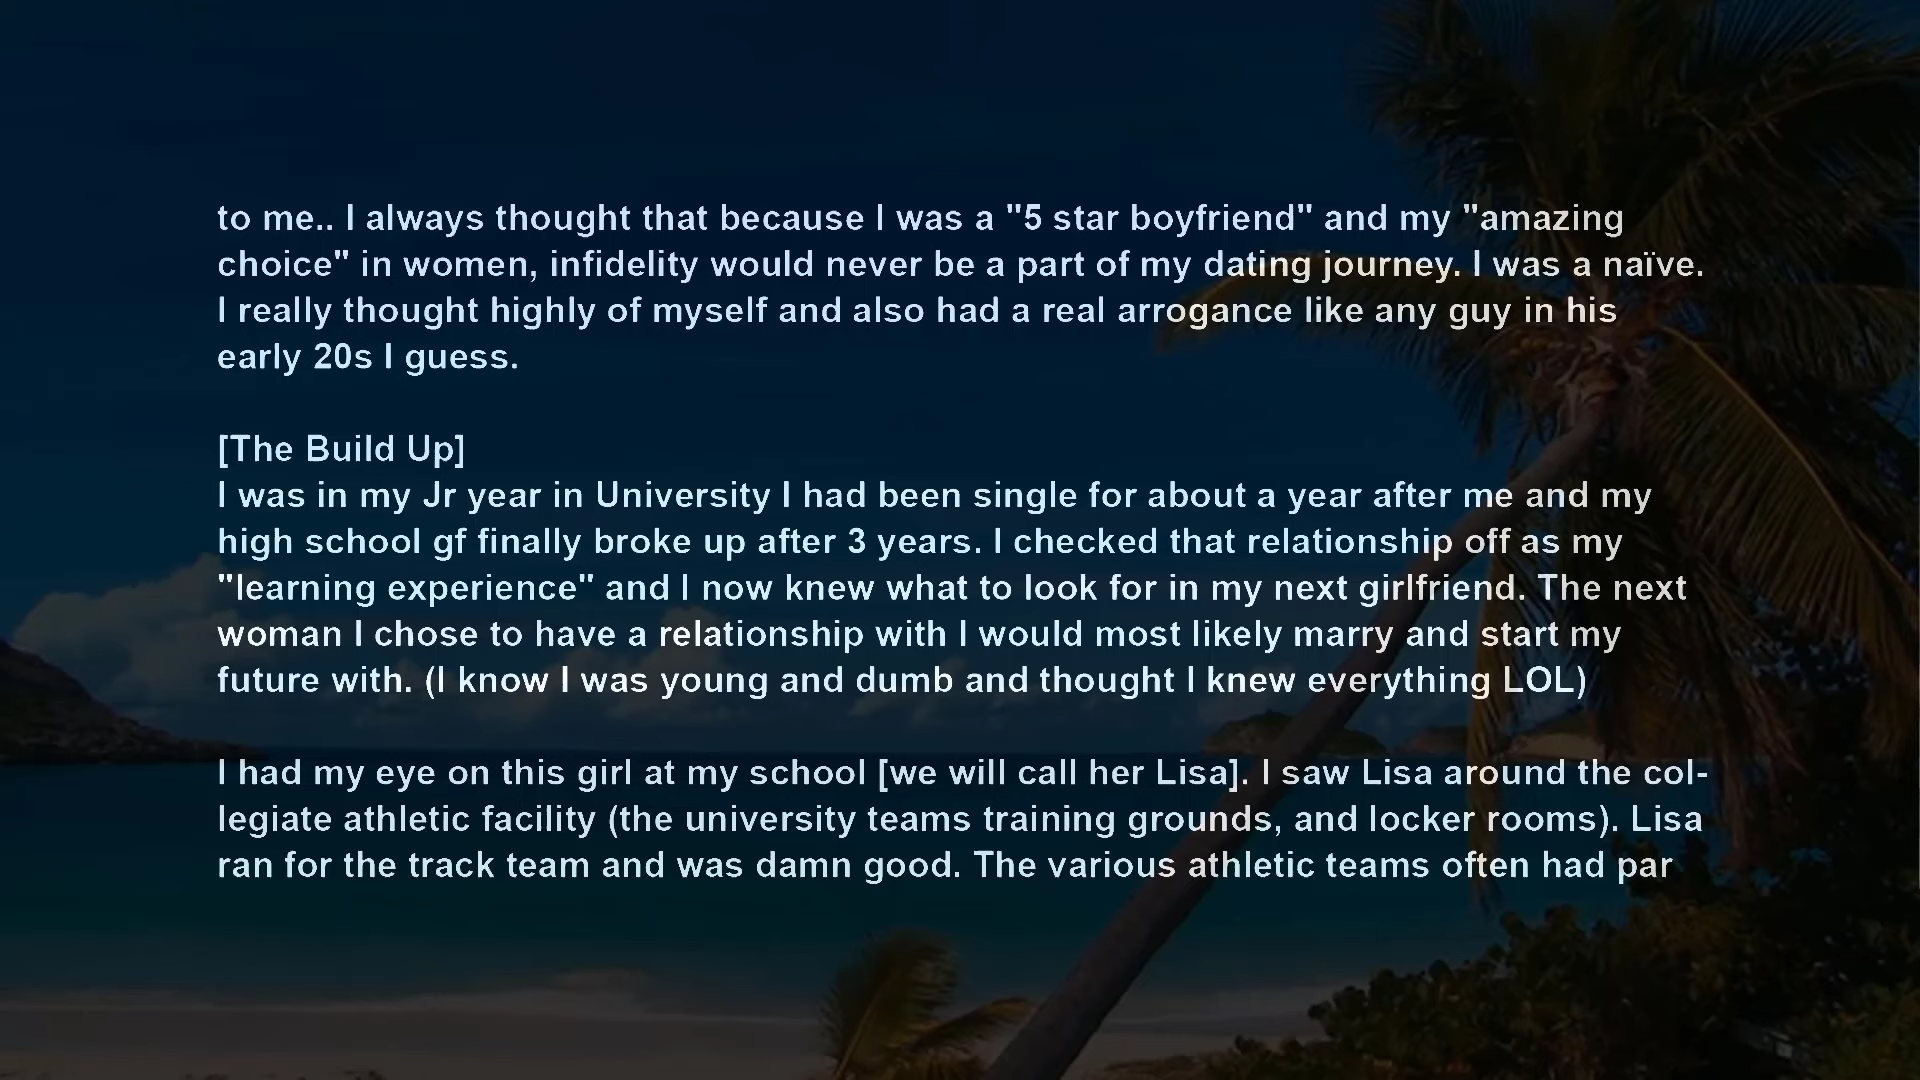 to me.. I always thought that because I was a "5 star boyfriend" and my "amazing
choice" in women, infidelity would never be a part of my dating journey. I was a naïve.
I really thought highly of myself and also had a real arrogance like any guy in his
early 20s I guess.
[The Build Up]
I was in my Jr year in University I had been single for about a year after me and my
high school gf finally broke up after 3 years. I checked that relationship off as my
"learning experience" and I now knew what to look for in my next girlfriend. The next
woman I chose to have a relationship with I would most likely marry and start my
future with. (I know I was young and dumb and thought I knew everything LOL)
I had my eye on this girl at my school [we will call her Lisa]. I saw Lisa around the col-
legiate athletic facility (the university teams training grounds, and locker rooms). Lisa
ran for the track team and was damn good. The various athletic teams often had par